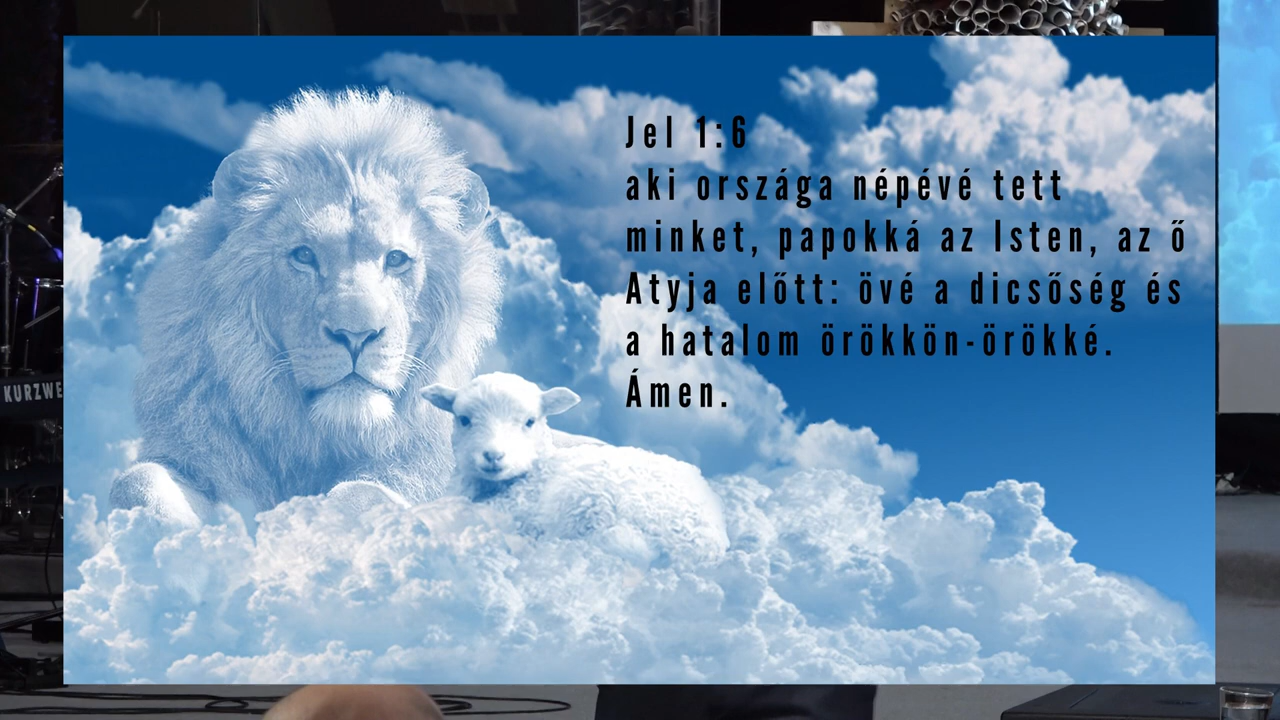 Jel 1:6
aki országa népévé tett
minket, papokká az Isten, az ő
Atyja előtt: övé a dicsőség és
a hatalom örökkön-örökké.
Ámen.
KURZWE